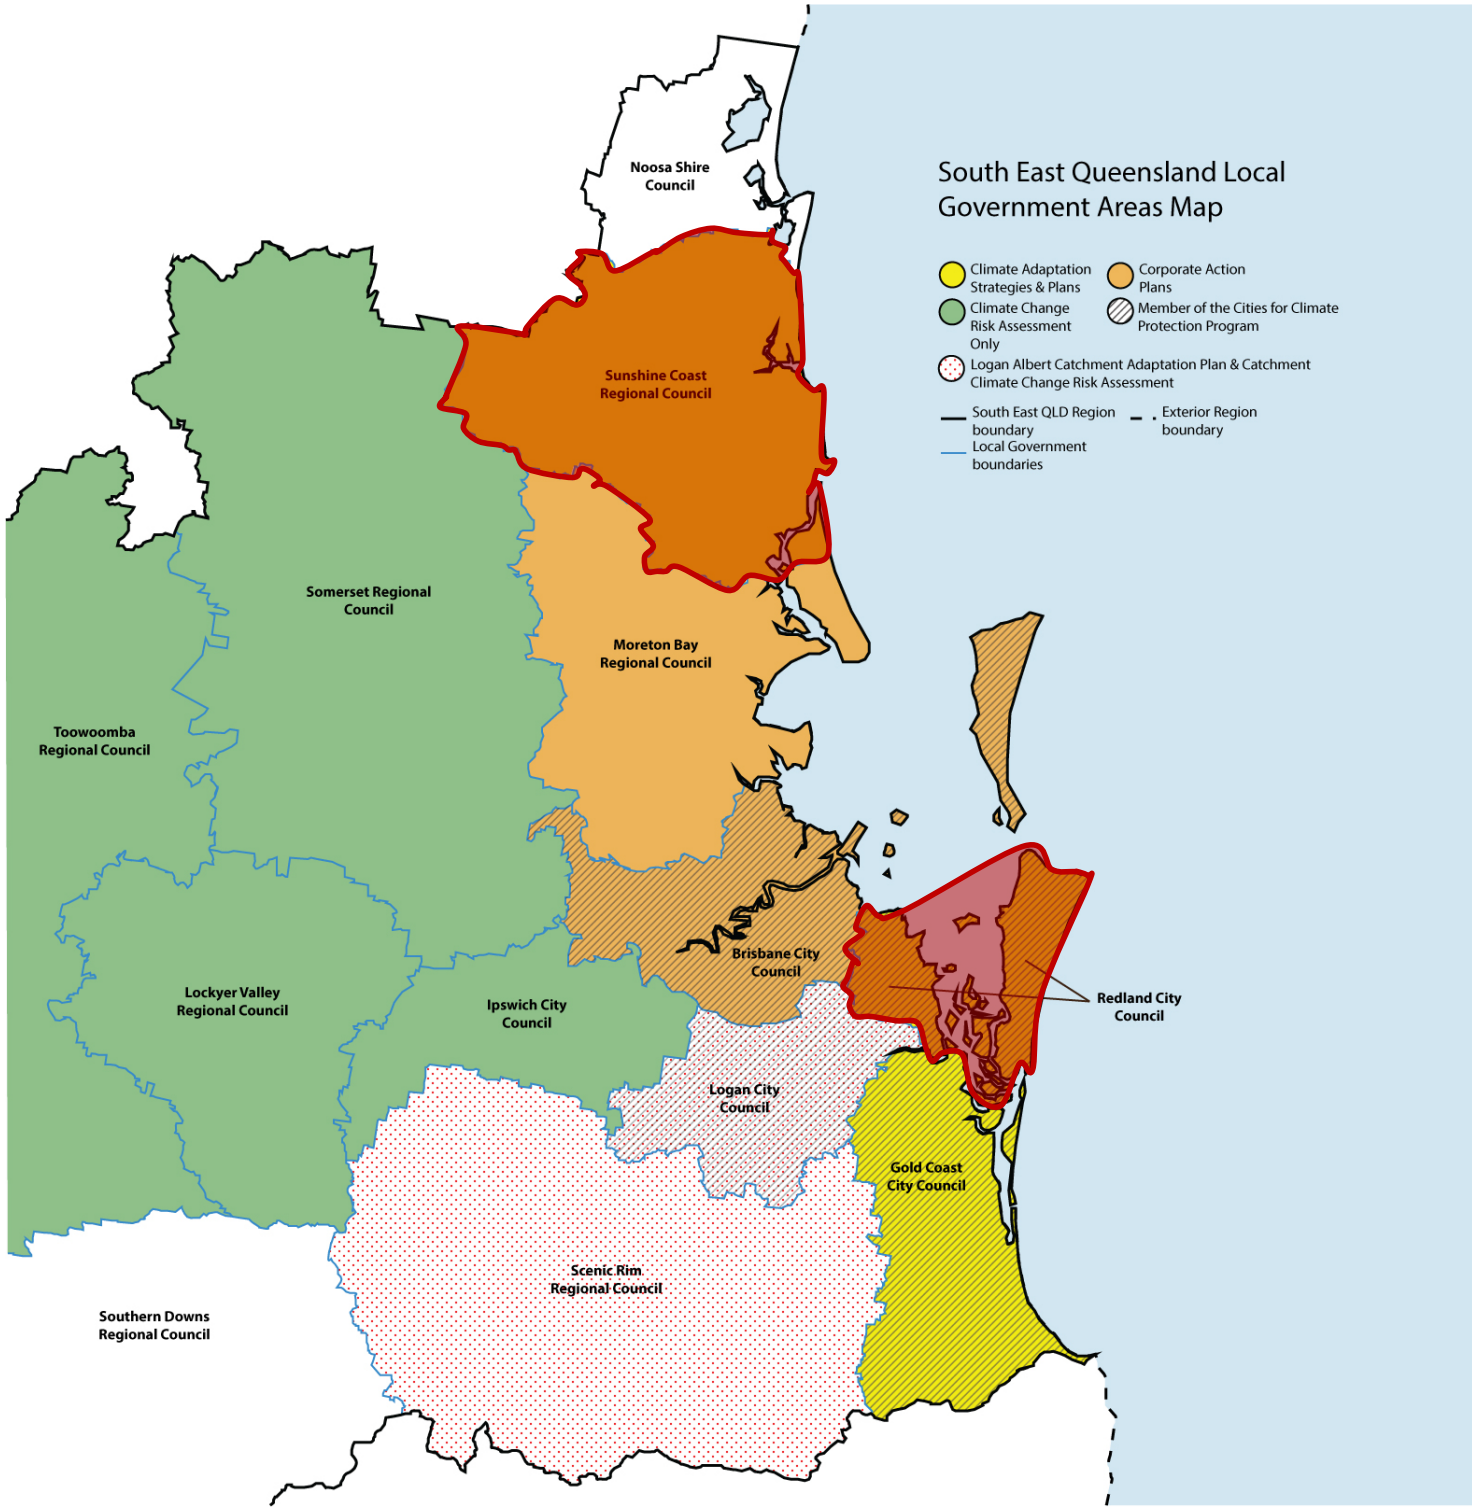 South East Queensland Local
Government Areas Map
Climate Adaptation
Strategies & Plans
Corporate Action
Plans
Climate Change
Risk Assessment
Only
Member of the Cities for Climate
Protection Program
Logan Albert Catchment Adaptation Plan & Catchment
Climate Change Risk Assessment
South East QLD Region
boundary
Exterior Region
boundary
Local Government
boundaries
Noosa Shire
Council
Sunshine Coast
Regional Council
Somerset Regional
Council
Moreton Bay
Regional Council
Toowoomba
Regional Council
Brisbane City
Council
Lockyer Valley
Regional Council
Ipswich City
Council
Redland City
Council
Logan City
Council
Gold Coast
City Council
Scenic Rim
Regional Council
Southern Downs
Regional Council